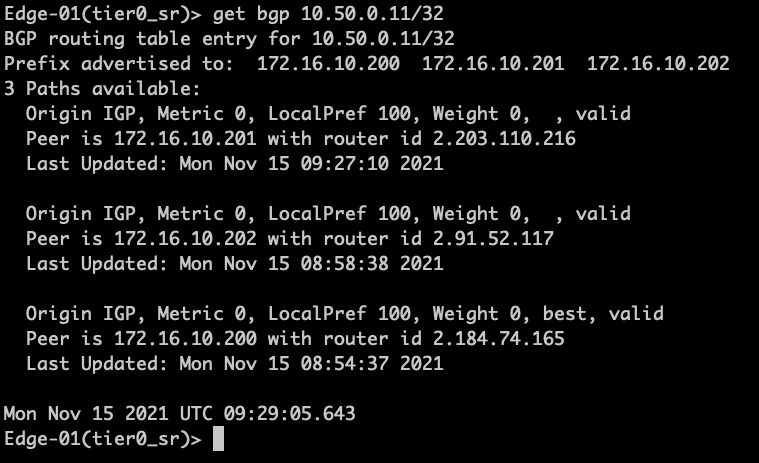 Edge-01(tier0_sr)> get bgp 10.50.0.11/32
BGP routing table entry for 10.50.0.11/32
Prefix advertised to:  172.16.10.200  172.16.10.201  172.16.10.202
3 Paths available:
  Origin IGP, Metric 0, LocalPref 100, Weight 0,  , valid
  Peer is 172.16.10.201 with router id 2.203.110.216
  Last Updated: Mon Nov 15 09:27:10 2021

  Origin IGP, Metric 0, LocalPref 100, Weight 0,  , valid
  Peer is 172.16.10.202 with router id 2.91.52.117
  Last Updated: Mon Nov 15 08:58:38 2021

  Origin IGP, Metric 0, LocalPref 100, Weight 0, best, valid
  Peer is 172.16.10.200 with router id 2.184.74.165
  Last Updated: Mon Nov 15 08:54:37 2021

Mon Nov 15 2021 UTC 09:29:05.643
Edge-01(tier0_sr)>